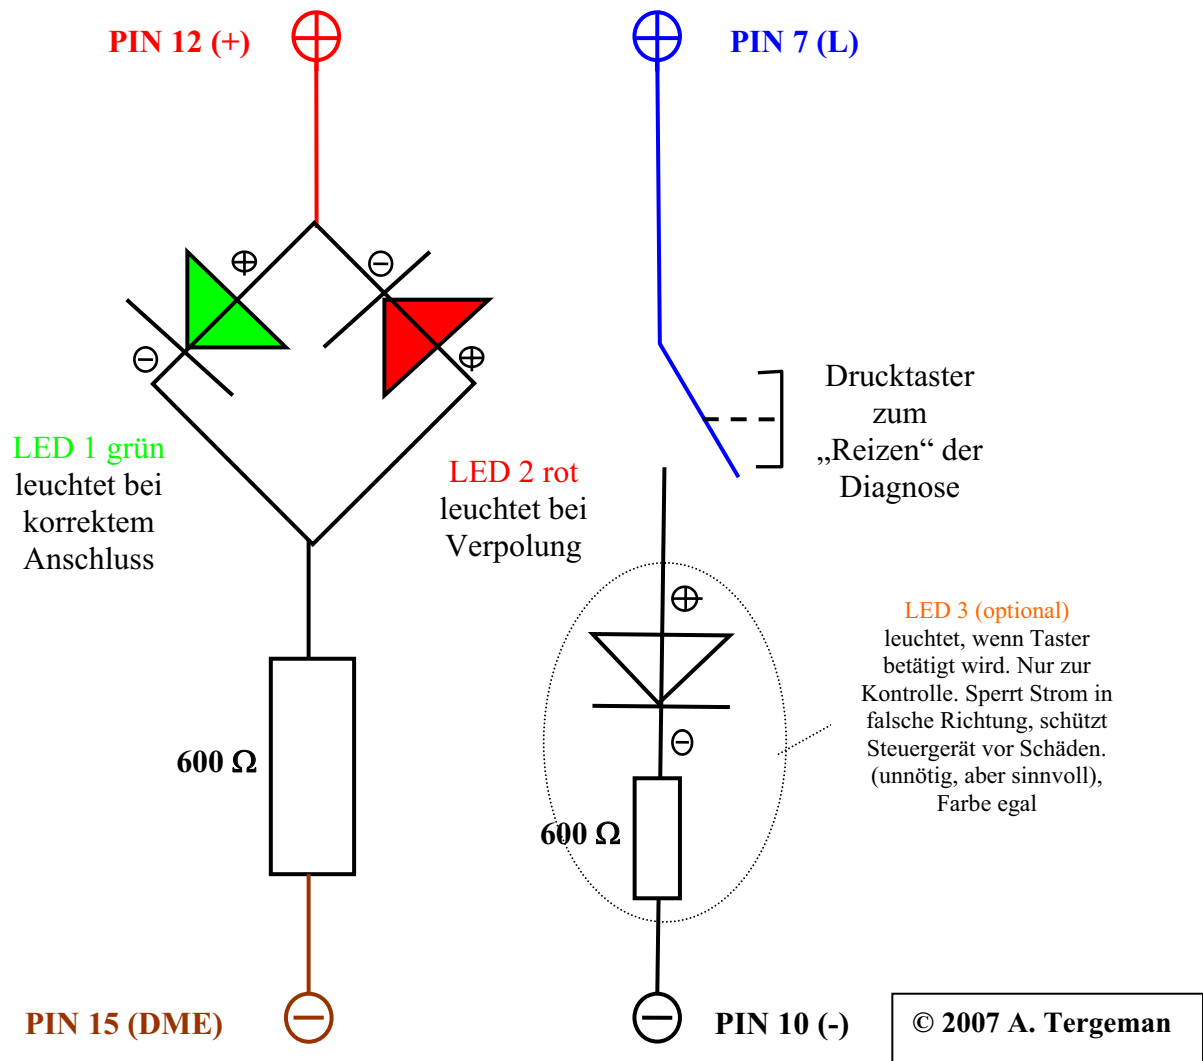 PIN 12 (+)
PIN 7 (L)
LED 1 grün
leuchtet bei
korrektem
Anschluss
LED 2 rot
leuchtet bei
Verpolung
Drucktaster
zum
„Reizen“ der
Diagnose
LED 3 (optional)
leuchtet, wenn Taster
betätigt wird. Nur zur
Kontrolle. Sperrt Strom in
falsche Richtung, schützt
Steuergerät vor Schäden.
(unnötig, aber sinnvoll),
Farbe egal
600 Ω
600 Ω
PIN 15 (DME)
PIN 10 (-)
© 2007 A. Tergeman